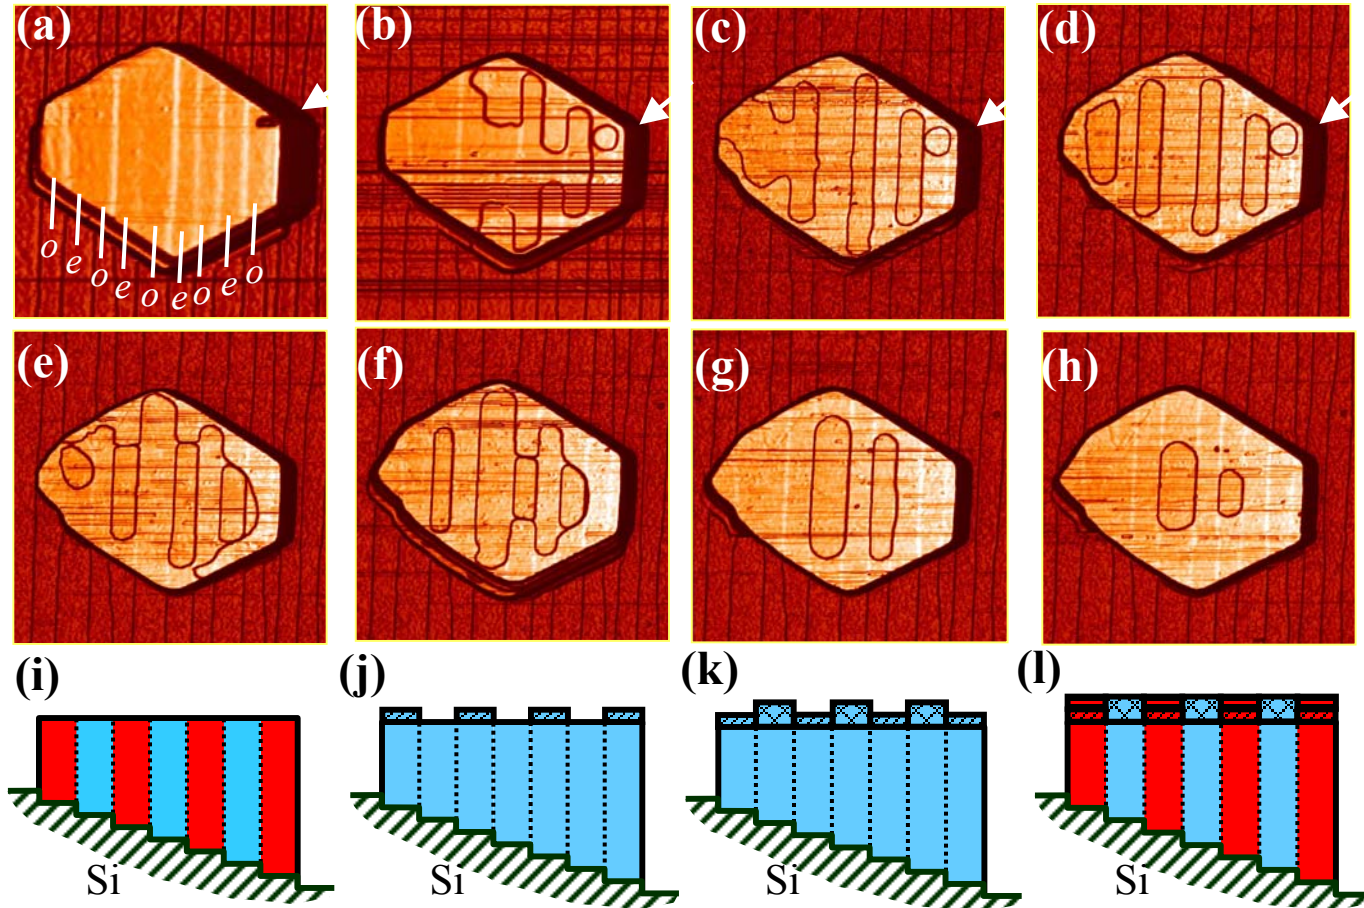 (a) (b) (c) (d)
o e o e o e o e o
(e) (f) (g) (h)
(i) (j) (k) (l)
Si Si Si Si